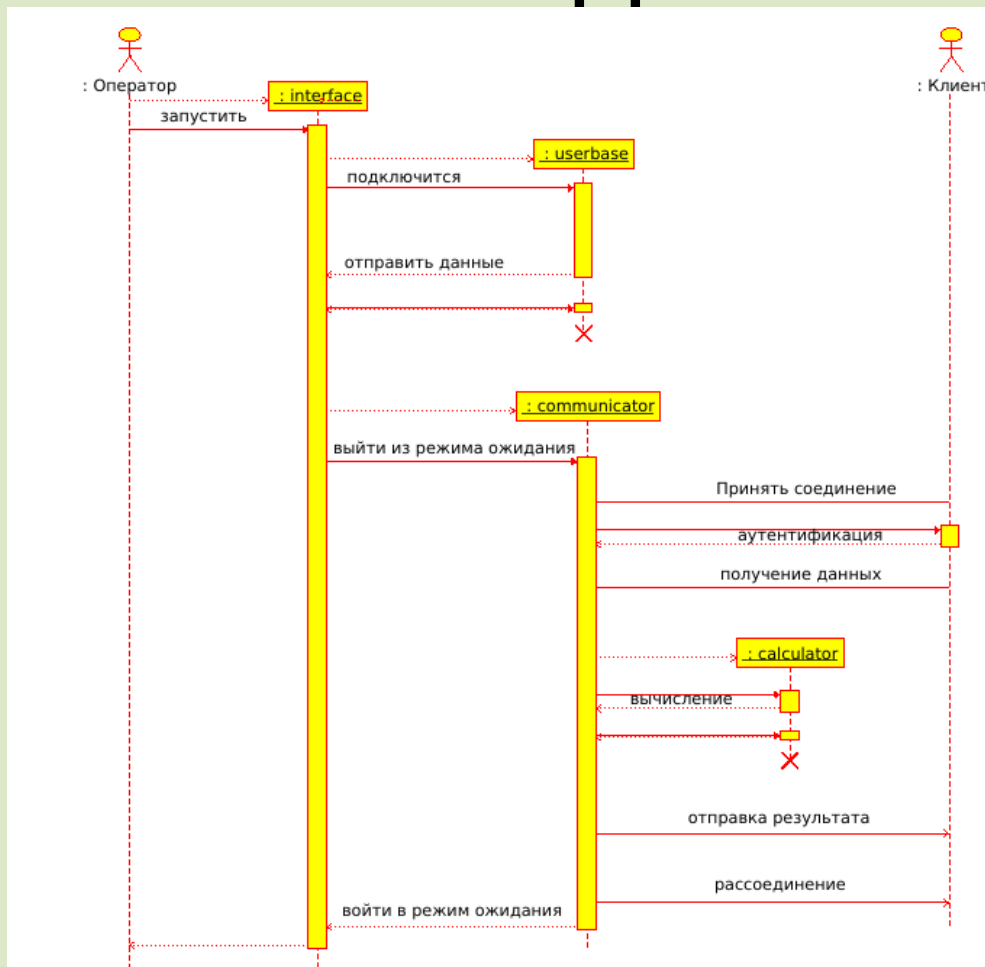 : Оператор
: Клиент
: interface
запустить
: userbase
подключится
отправить данные
: communicator
выйти из режима ожидания
Принять соединение
аутентификация
получение данных
: calculator
вычисление
отправка результата
рассоединение
войти в режим ожидания